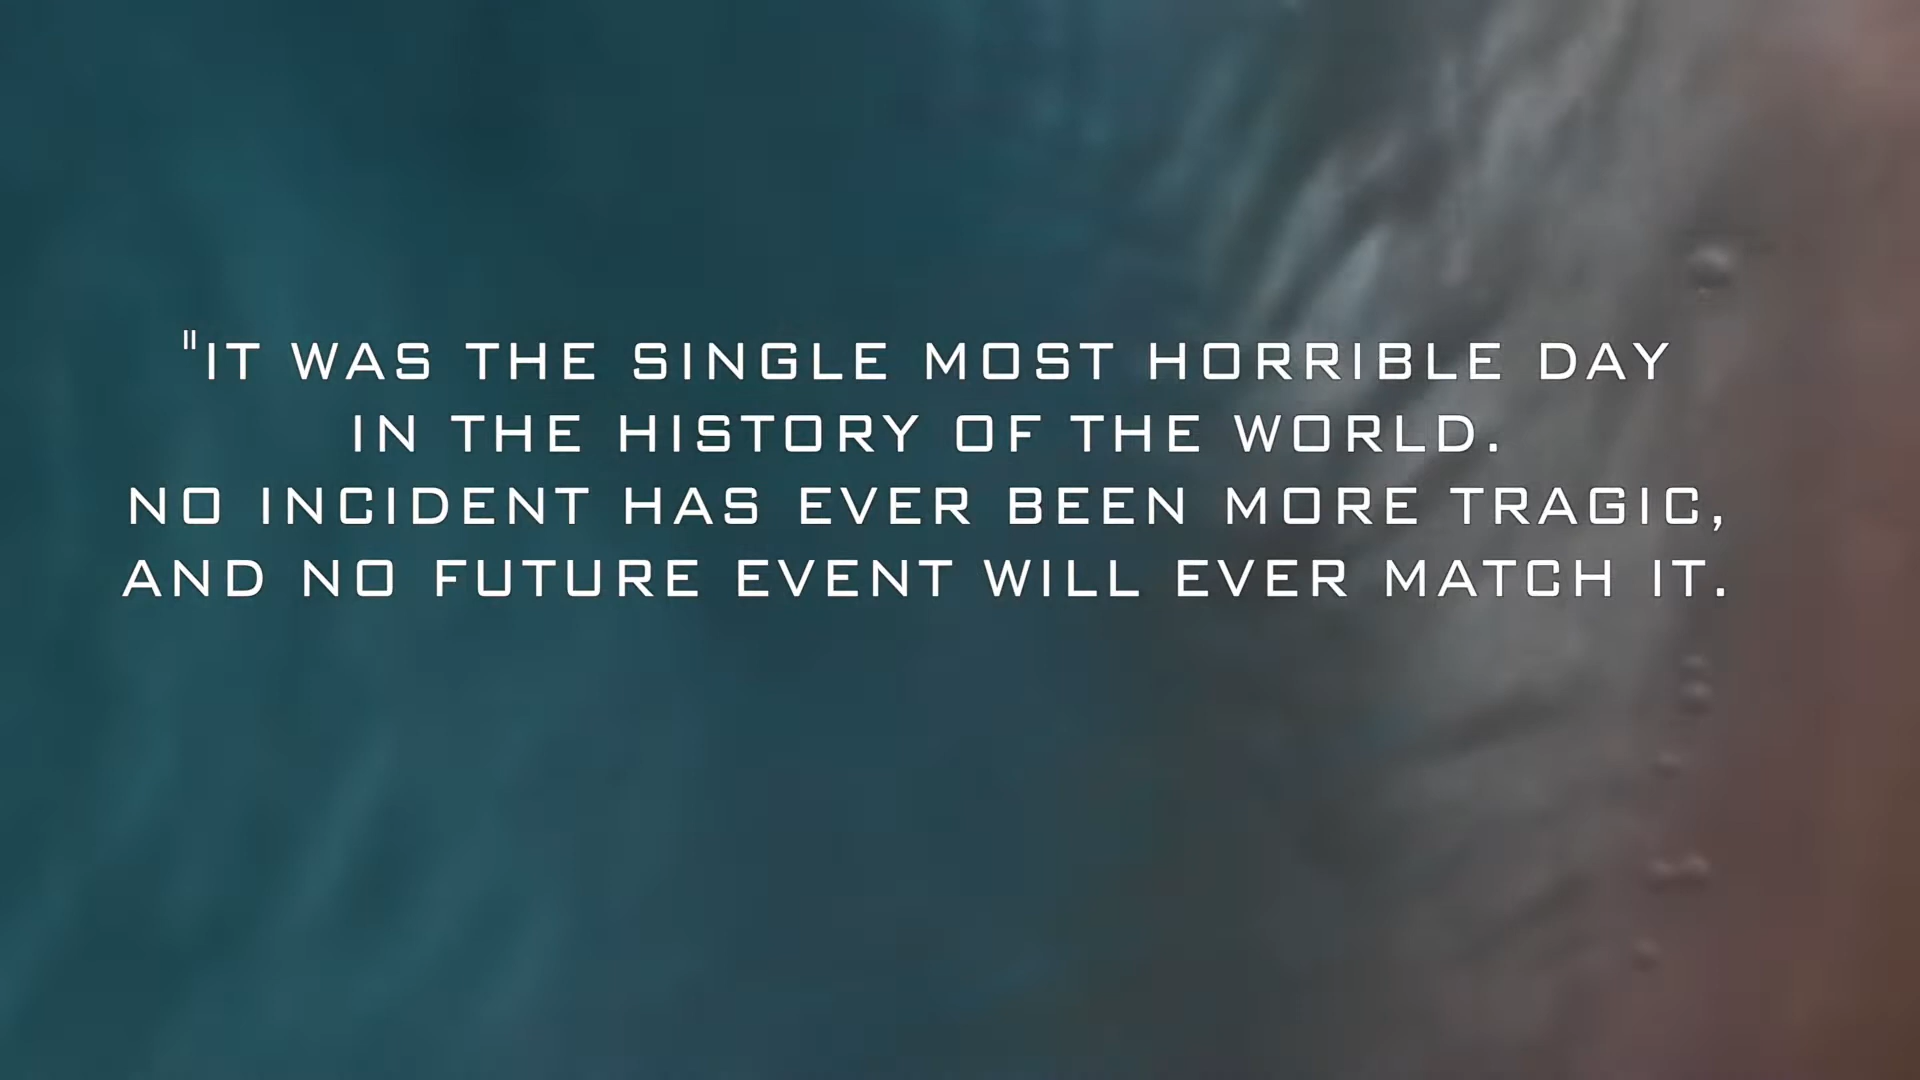 "IT WAS THE SINGLE MOST HORRIBLE DAY
IN THE HISTORY OF THE WORLD.
NO INCIDENT HAS EVER BEEN MORE TRAGIC,
AND NO FUTURE EVENT WILL EVER MATCH IT.